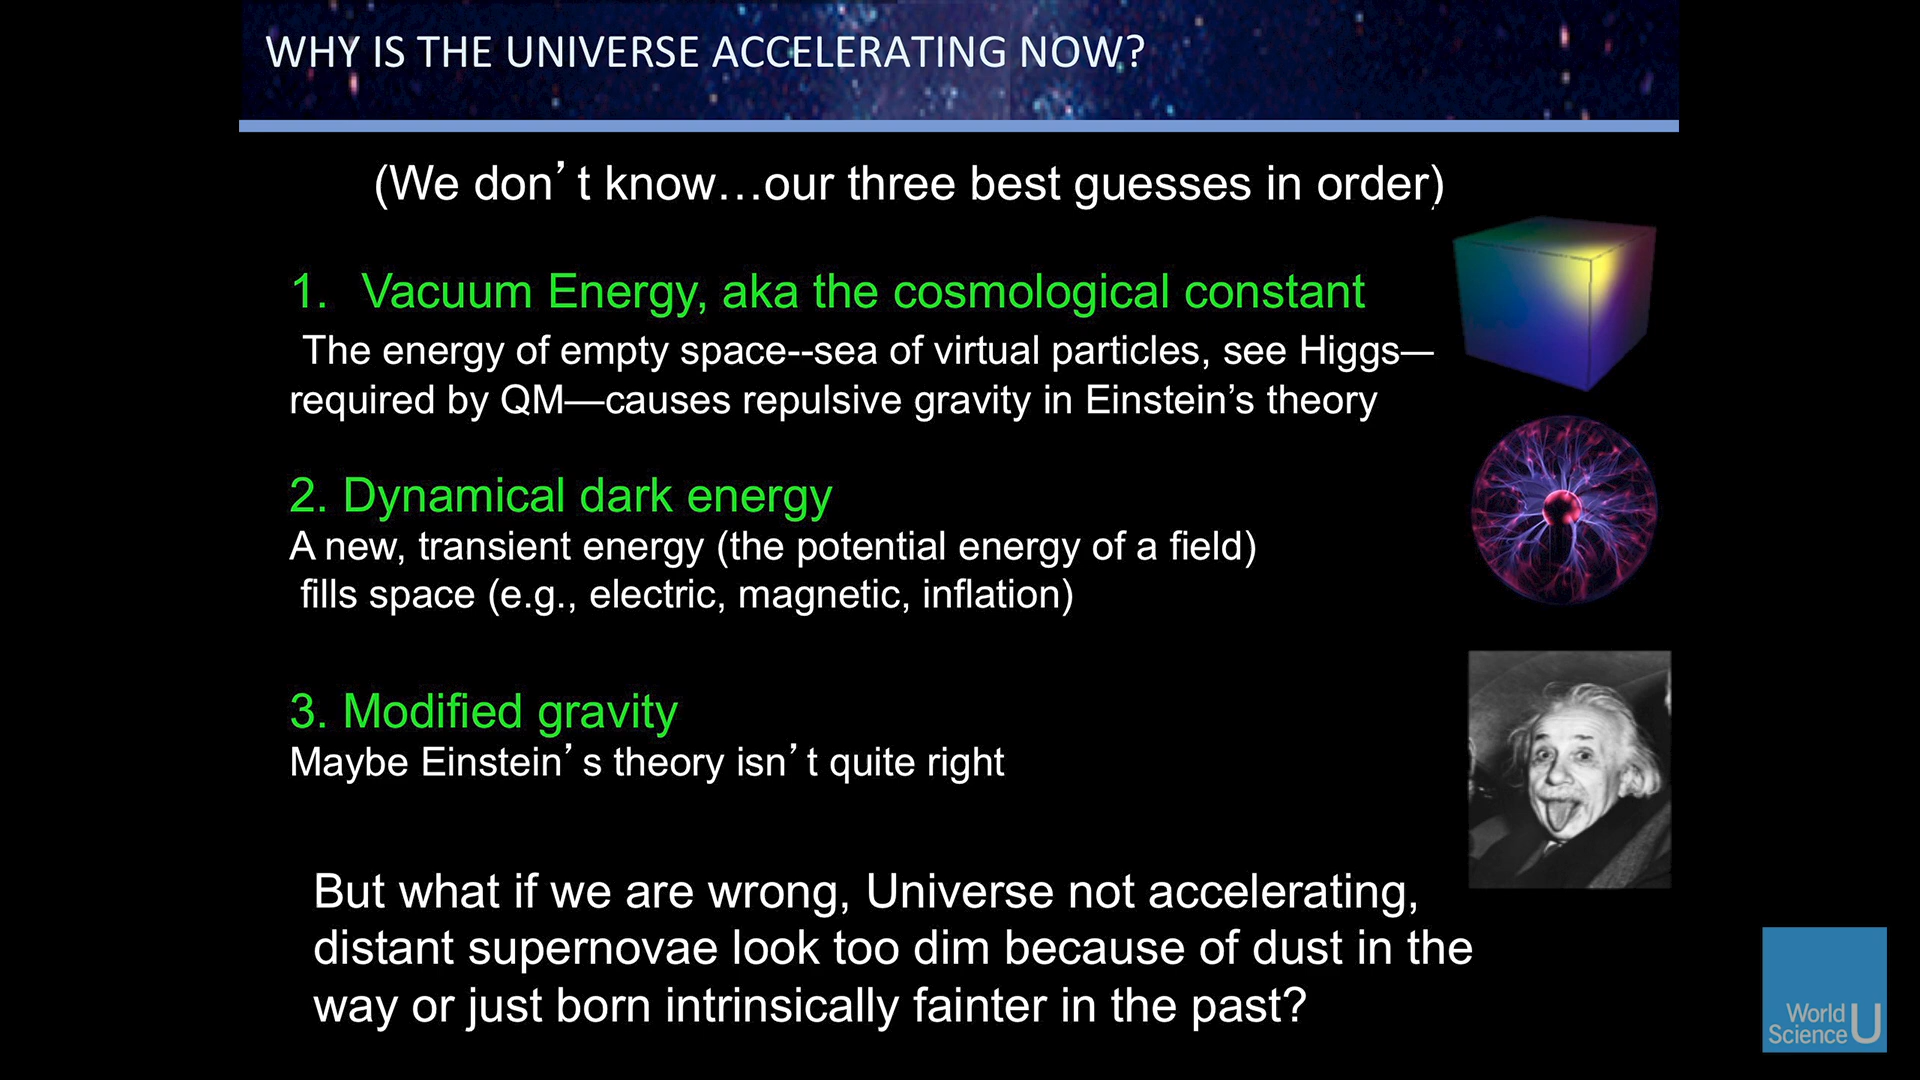 WHY IS THE UNIVERSE ACCELERATING NOW?
(We don’t know…our three best guesses in order)
1. Vacuum Energy, aka the cosmological constant
The energy of empty space--sea of virtual particles, see Higgs—
required by QM—causes repulsive gravity in Einstein’s theory
2. Dynamical dark energy
A new, transient energy (the potential energy of a field)
fills space (e.g., electric, magnetic, inflation)
3. Modified gravity
Maybe Einstein’s theory isn’t quite right
But what if we are wrong, Universe not accelerating,
distant supernovae look too dim because of dust in the
way or just born intrinsically fainter in the past?
World
Science U